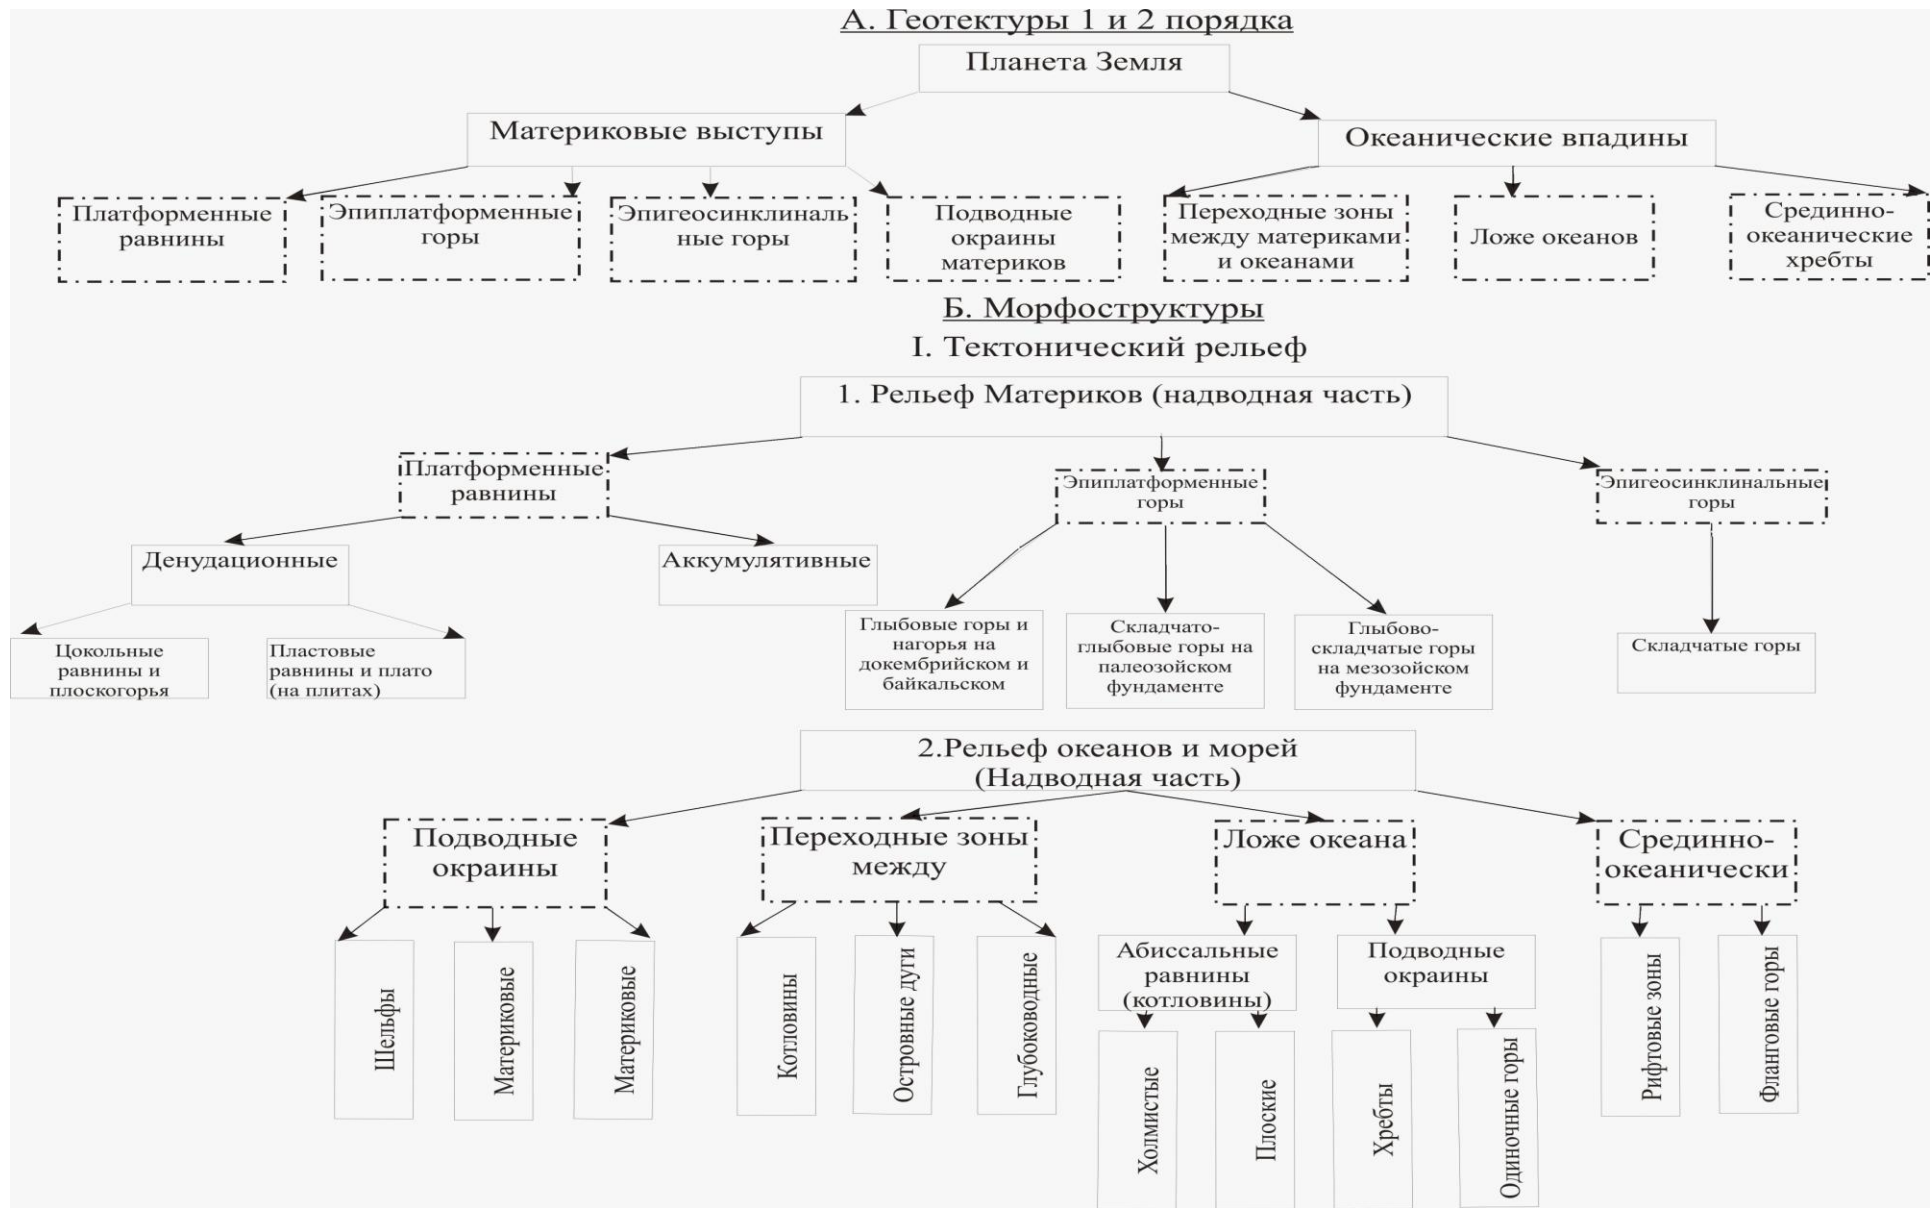 А. Геотектуры 1 и 2 порядка
Планета Земля
Материковые выступы
Океанические впадины
Платформенные
равнины
Эпиплатформенные
горы
Эпигеосинклиналь
ные горы
Подводные
окраины
материков
Переходные зоны
между материками
и океанами
Ложе океанов
Срединно-
океанические
хребты
Б. Морфоструктуры
I. Тектонический рельеф
1. Рельеф Материков (надводная часть)
Платформенные
равнины
Эпиплатформенные
горы
Эпигеосинклинальные
горы
Денудационные
Аккумулятивные
Цокольные
равнины и
плоскогорья
Пластовые
равнины и плато
(на плитах)
Глыбовые горы и
нагорья на
докембрийском и
байкальском
Складчато-
глыбовые горы на
палеозойском
фундаменте
Глыбово-
складчатые горы
на мезозойском
фундаменте
Складчатые горы
2.Рельеф океанов и морей
(Надводная часть)
Подводные
окраины
Переходные зоны
между
Ложе океана
Срединно-
океанически
Шельфы
Материковые
Материковые
Котловины
Островные дуги
Глубоководные
Абиссальные
равнины
(котловины)
Подводные
окраины
Холмистые
Плоские
Хребты
Одиночные горы
Рифтовые зоны
Фланговые горы